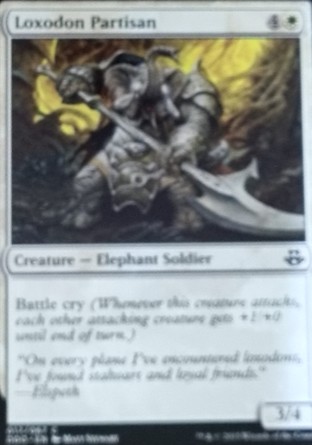 Loxodon Partisan 4
Creature — Elephant Soldier
Battle cry (Whenever this creature attacks,
each other attacking creature gets +1/+0
until end of turn.)
"On every plane I've encountered loxodons,
I've found stalwart and loyal friends."
—Elspeth
3/4